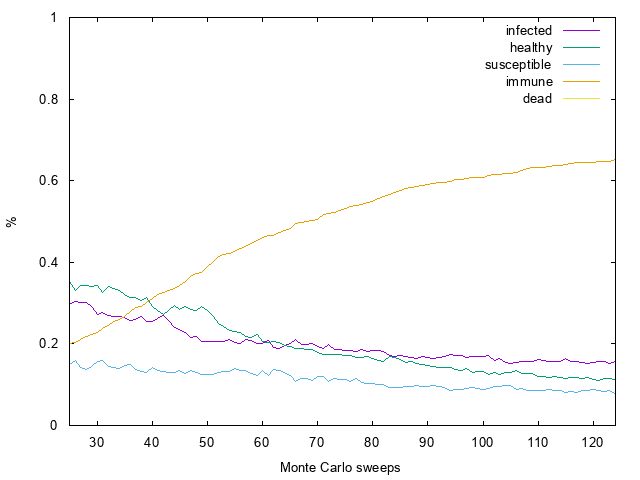 1
0.8
0.6
0.4
0.2
0
%
infected
healthy
susceptible
immune
dead
30 40 50 60 70 80 90 100 110 120
Monte Carlo sweeps